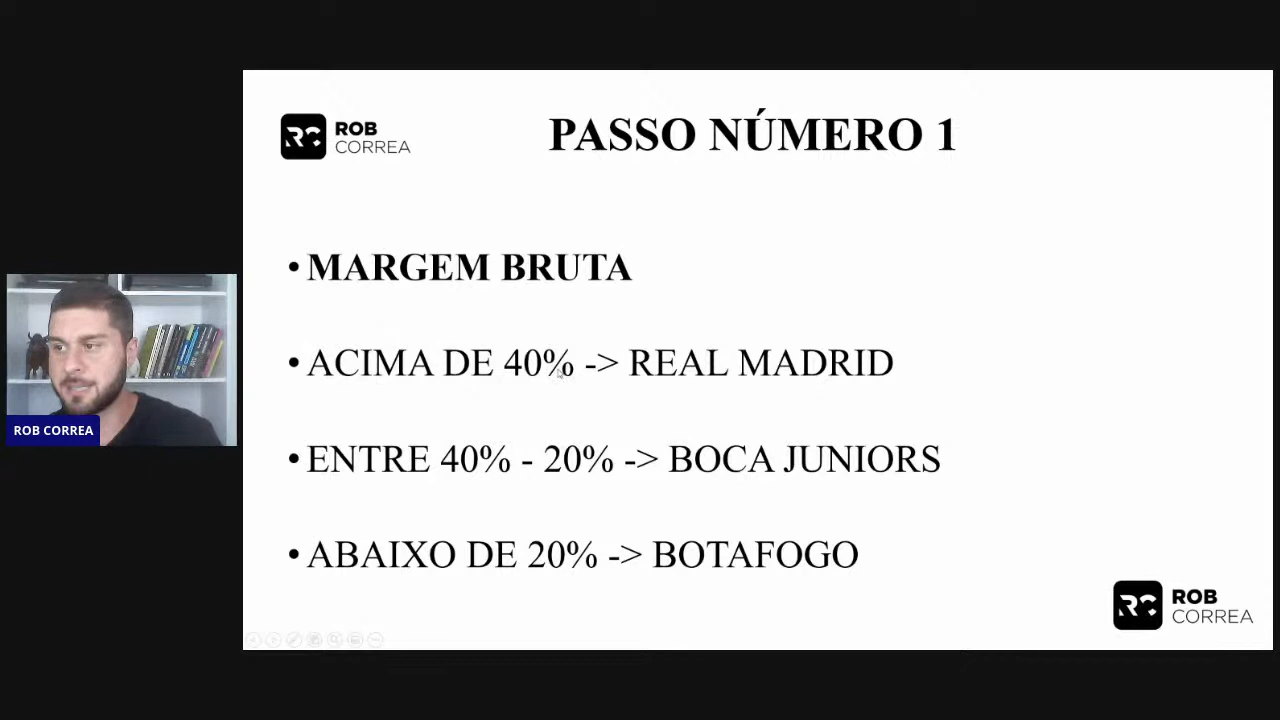 ROB
CORREA
PASSO NÚMERO 1
• MARGEM BRUTA
• ACIMA DE 40% -> REAL MADRID
• ENTRE 40% - 20% -> BOCA JUNIORS
• ABAIXO DE 20% -> BOTAFOGO
ROB CORREA
ROB
CORREA